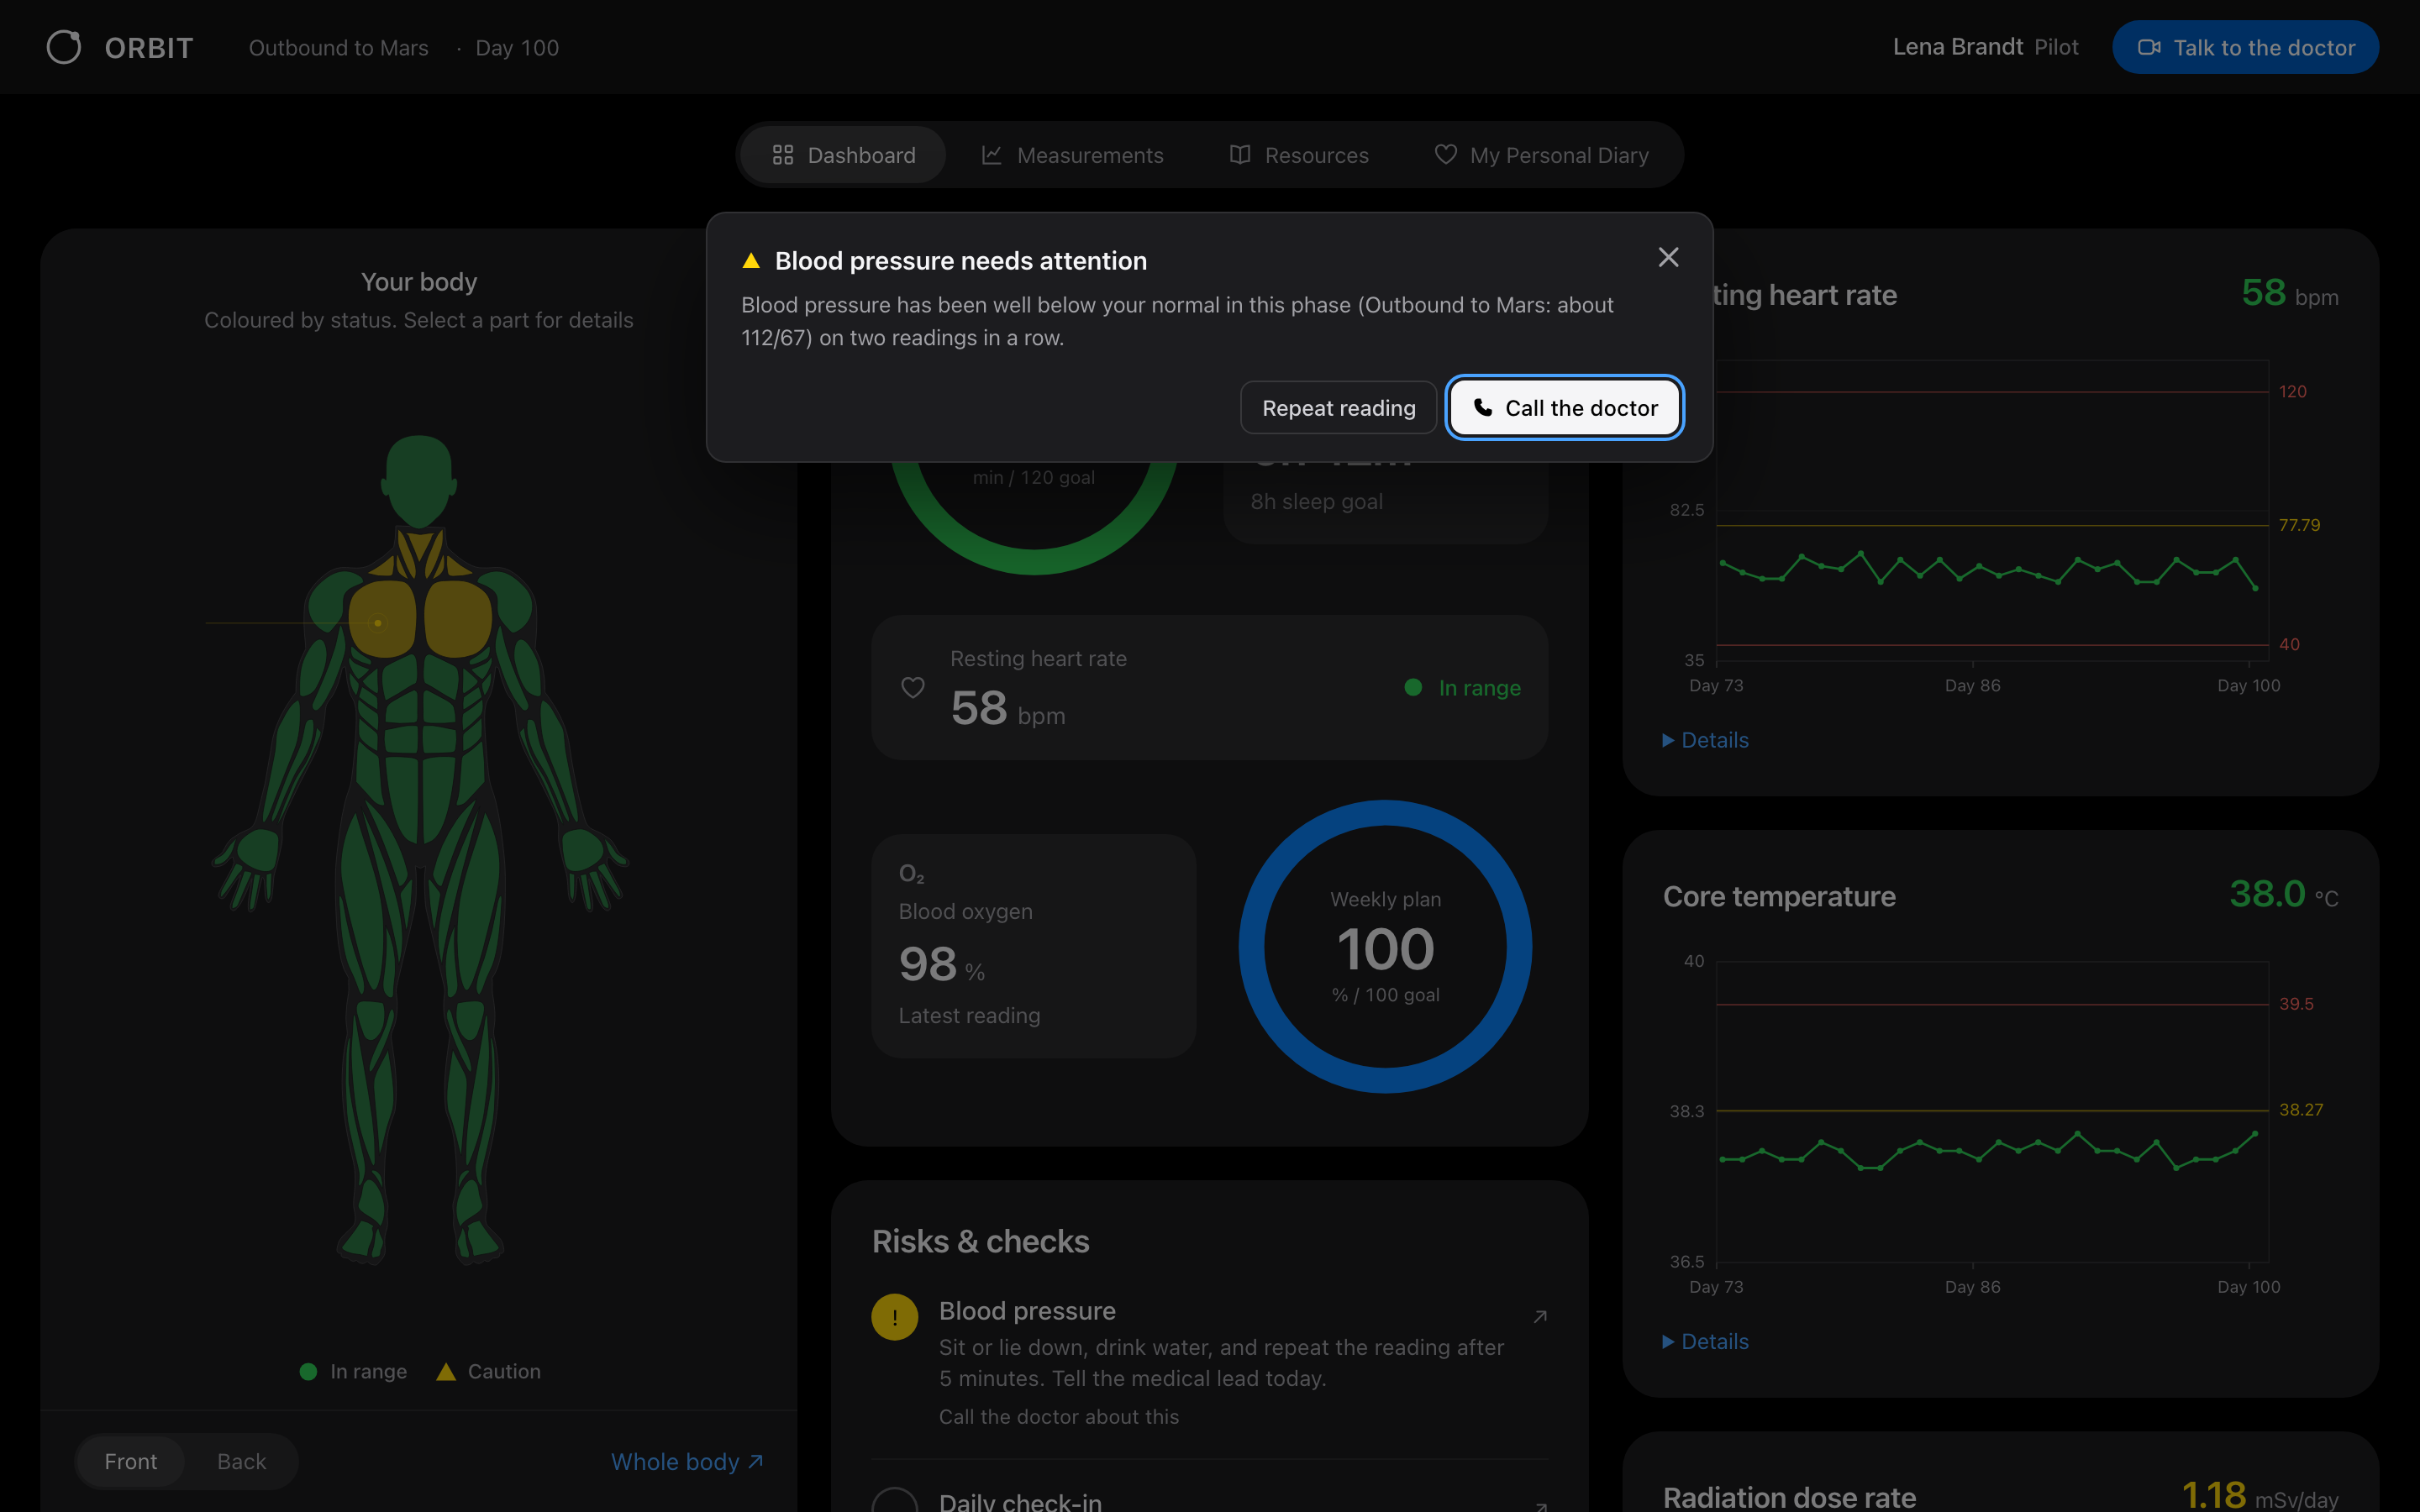 ORBIT
Outbound to Mars · Day 100
Lena Brandt Pilot
Talk to the doctor
Dashboard
Measurements
Resources
My Personal Diary
Blood pressure needs attention
Blood pressure has been well below your normal in this phase (Outbound to Mars: about
112/67) on two readings in a row.
Repeat reading
Call the doctor
Your body
Coloured by status. Select a part for details
In range
Caution
Front
Back
Whole body
min / 120 goal
8h sleep goal
Resting heart rate
58 bpm
In range
O₂
Blood oxygen
98 %
Latest reading
Weekly plan
100
% / 100 goal
Risks & checks
!
Blood pressure
Sit or lie down, drink water, and repeat the reading after
5 minutes. Tell the medical lead today.
Call the doctor about this
Daily check-in
ting heart rate
58 bpm
120
82.5
77.79
40
35
Day 73
Day 86
Day 100
Details
Core temperature
38.0 °C
40
39.5
38.3
38.27
36.5
Day 73
Day 86
Day 100
Details
Radiation dose rate
1.18 mSv/day